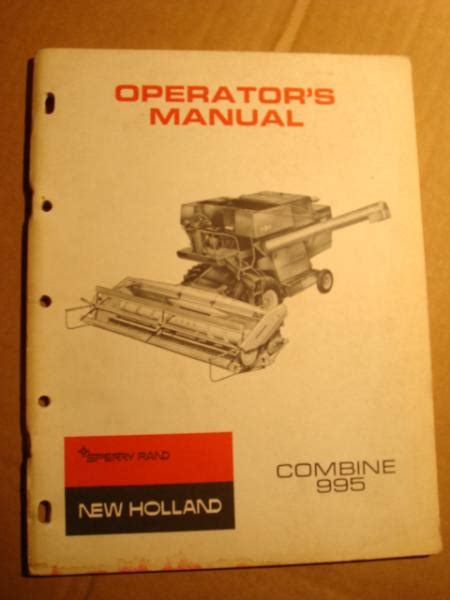 OPERATOR'S
MANUAL
SPERRY RAND
NEW HOLLAND
COMBINE
995